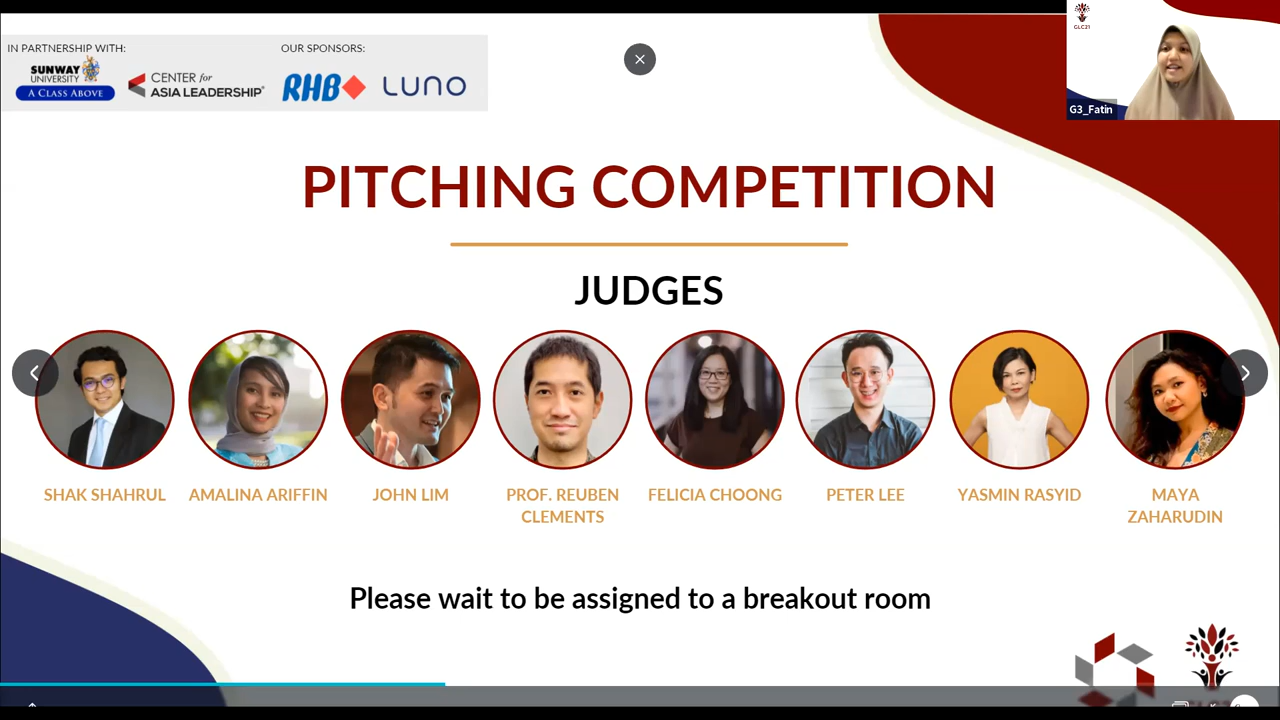 IN PARTNERSHIP WITH:
OUR SPONSORS:
SUNWAY
UNIVERSITY
A CLASS ABOVE
CENTER for
ASIA LEADERSHIP
RHB
LUNO
GLC21
G3_Fatin
PITCHING COMPETITION
JUDGES
SHAK SHAHRUL
AMALINA ARIFFIN
JOHN LIM
PROF. REUBEN
CLEMENTS
FELICIA CHOONG
PETER LEE
YASMIN RASYID
MAYA
ZAHARUDIN
Please wait to be assigned to a breakout room